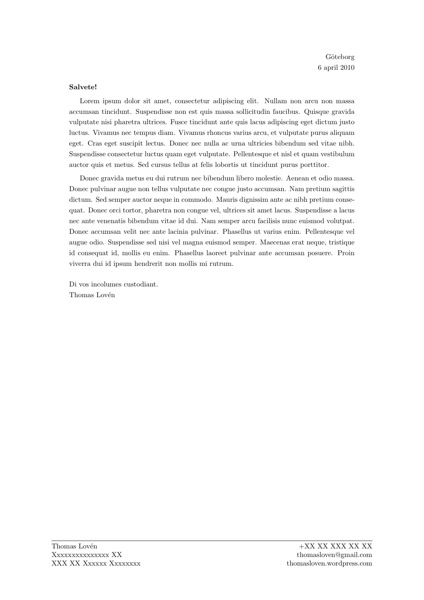 Göteborg
6 april 2010
Salvete!
Lorem ipsum dolor sit amet, consectetur adipiscing elit. Nullam non arcu non massa
accumsan tincidunt. Suspendisse non est quis massa sollicitudin faucibus. Quisque gravida
vulputate nisi pharetra ultrices. Fusce tincidunt ante quis lacus adipiscing eget dictum justo
luctus. Vivamus nec tempus diam. Vivamus rhoncus varius arcu, et vulputate purus aliquam
eget. Cras eget suscipit lectus. Donec nec nulla ac urna ultricies bibendum sed vitae nibh.
Suspendisse consectetur luctus quam eget vulputate. Pellentesque et nisl et quam vestibulum
auctor quis et metus. Sed cursus tellus at felis lobortis ut tincidunt purus porttitor.
Donec gravida metus eu dui rutrum nec bibendum libero molestie. Aenean et odio massa.
Donec pulvinar augue non tellus vulputate nec congue justo accumsan. Nam pretium sagittis
dictum. Sed semper auctor neque in commodo. Mauris dignissim ante ac nibh pretium conse-
quat. Donec orci tortor, pharetra non congue vel, ultrices sit amet lacus. Suspendisse a lacus
nec ante venenatis bibendum vitae id dui. Nam semper arcu facilisis nunc euismod volutpat.
Donec accumsan velit nec ante lacinia pulvinar. Phasellus ut varius enim. Pellentesque vel
augue odio. Suspendisse sed nisi vel magna euismod semper. Maecenas erat neque, tristique
id consequat id, mollis eu enim. Phasellus laoreet pulvinar ante accumsan posuere. Proin
viverra dui id ipsum hendrerit non mollis mi rutrum.
Di vos incolumes custodiant.
Thomas Lovén
Thomas Lovén
Xxxxxxxxxxxxxxx XX
XXX XX Xxxxxx Xxxxxxxx
+XX XX XXX XX XX
thomasloven@gmail.com
thomasloven.wordpress.com